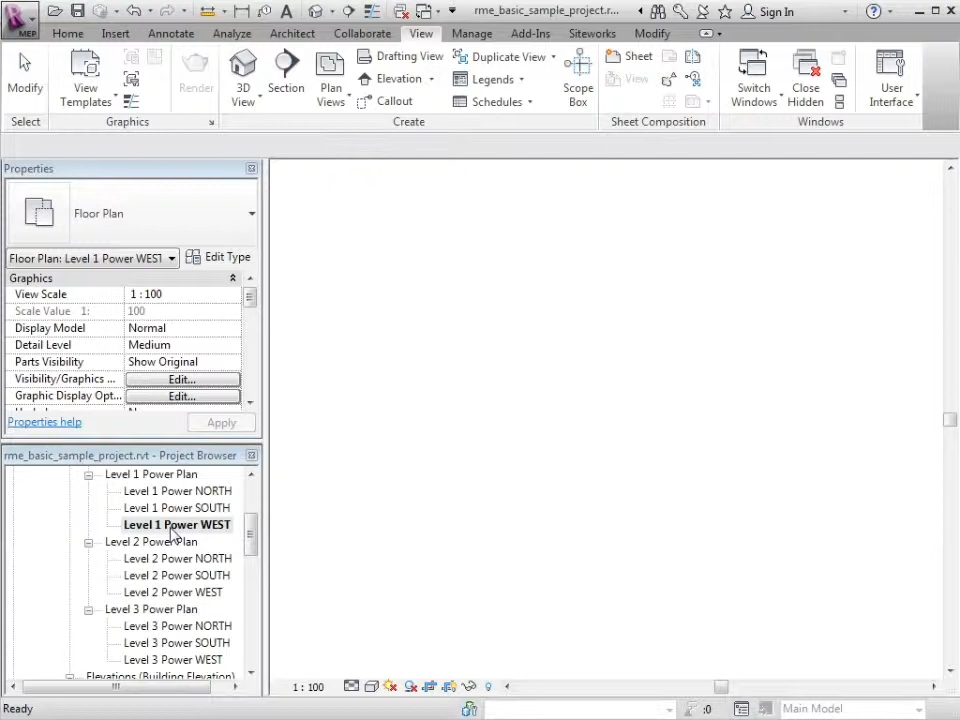 rme_basic_sample_project.rvt...
Sign In
MEP
Home Insert Annotate Analyze Architect Collaborate View Manage Add-Ins Siteworks Modify
Modify
View Templates
Render
3D View
Section
Plan Views
Drafting View
Elevation
Callout
Duplicate View
Legends
Schedules
Scope Box
Sheet
View
Switch Windows
Close Hidden
User Interface
Select Graphics Create Sheet Composition Windows
Properties
Floor Plan
Floor Plan: Level 1 Power WEST
Edit Type
Graphics
View Scale 1 : 100
Scale Value 1: 100
Display Model Normal
Detail Level Medium
Parts Visibility Show Original
Visibility/Graphics ... Edit...
Graphic Display Opt... Edit...
Properties help Apply
rme_basic_sample_project.rvt - Project Browser
Level 1 Power Plan
Level 1 Power NORTH
Level 1 Power SOUTH
Level 1 Power WEST
Level 2 Power Plan
Level 2 Power NORTH
Level 2 Power SOUTH
Level 2 Power WEST
Level 3 Power Plan
Level 3 Power NORTH
Level 3 Power SOUTH
Level 3 Power WEST
Elevations (Building Elevation)
1 : 100
Ready
:0
Main Model